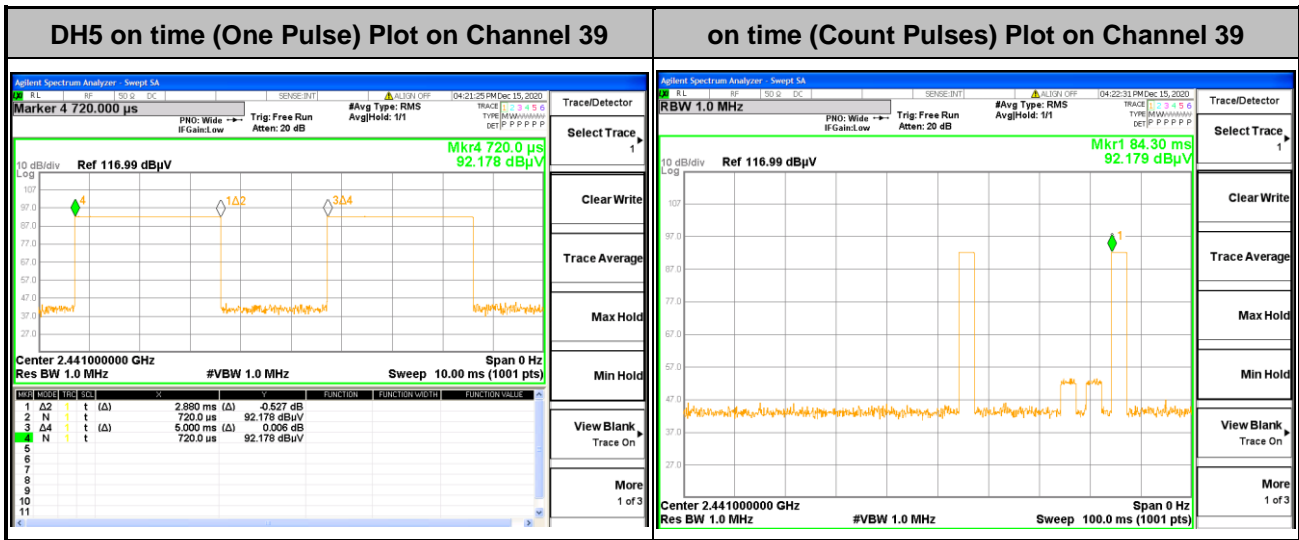 DH5 on time (One Pulse) Plot on Channel 39
on time (Count Pulses) Plot on Channel 39
Agilent Spectrum Analyzer - Swept SA
RL RF 50 Ω DC SENSE:INT ALIGN OFF 04:21:25 PM Dec 15, 2020
Marker 4 720.000 μs
PNO: Wide Trig: Free Run #Avg Type: RMS TRACE 1 2 3 4 5 6
IFGain:Low Atten: 20 dB Avg|Hold: 1/1 TYPE MWWWWWW
DET P P P P P P
Mkr4 720.0 μs
92.178 dBμV
10 dB/div Ref 116.99 dBμV
Log
107
97.0
87.0
77.0
67.0
57.0
47.0
37.0
27.0
4
1Δ2
3Δ4
Center 2.441000000 GHz Span 0 Hz
Res BW 1.0 MHz #VBW 1.0 MHz Sweep 10.00 ms (1001 pts)
MKR MODE TRC SCL X Y FUNCTION FUNCTION WIDTH FUNCTION VALUE
1 Δ2 1 t (Δ) 2.880 ms (Δ) -0.527 dB
2 N 1 t 720.0 μs 92.178 dBμV
3 Δ4 1 t (Δ) 5.000 ms (Δ) 0.006 dB
4 N 1 t 720.0 μs 92.178 dBμV
5
6
7
8
9
10
11
Trace/Detector
Select Trace
1
Clear Write
Trace Average
Max Hold
Min Hold
View Blank
Trace On
More
1 of 3
Agilent Spectrum Analyzer - Swept SA
RL RF 50 Ω DC SENSE:INT ALIGN OFF 04:22:31 PM Dec 15, 2020
RBW 1.0 MHz
PNO: Wide Trig: Free Run #Avg Type: RMS TRACE 1 2 3 4 5 6
IFGain:Low Atten: 20 dB Avg|Hold: 1/1 TYPE MWWWWWW
DET P P P P P P
Mkr1 84.30 ms
92.179 dBμV
10 dB/div Ref 116.99 dBμV
Log
107
97.0
87.0
77.0
67.0
57.0
47.0
37.0
27.0
1
Center 2.441000000 GHz Span 0 Hz
Res BW 1.0 MHz #VBW 1.0 MHz Sweep 100.0 ms (1001 pts)
Trace/Detector
Select Trace
1
Clear Write
Trace Average
Max Hold
Min Hold
View Blank
Trace On
More
1 of 3